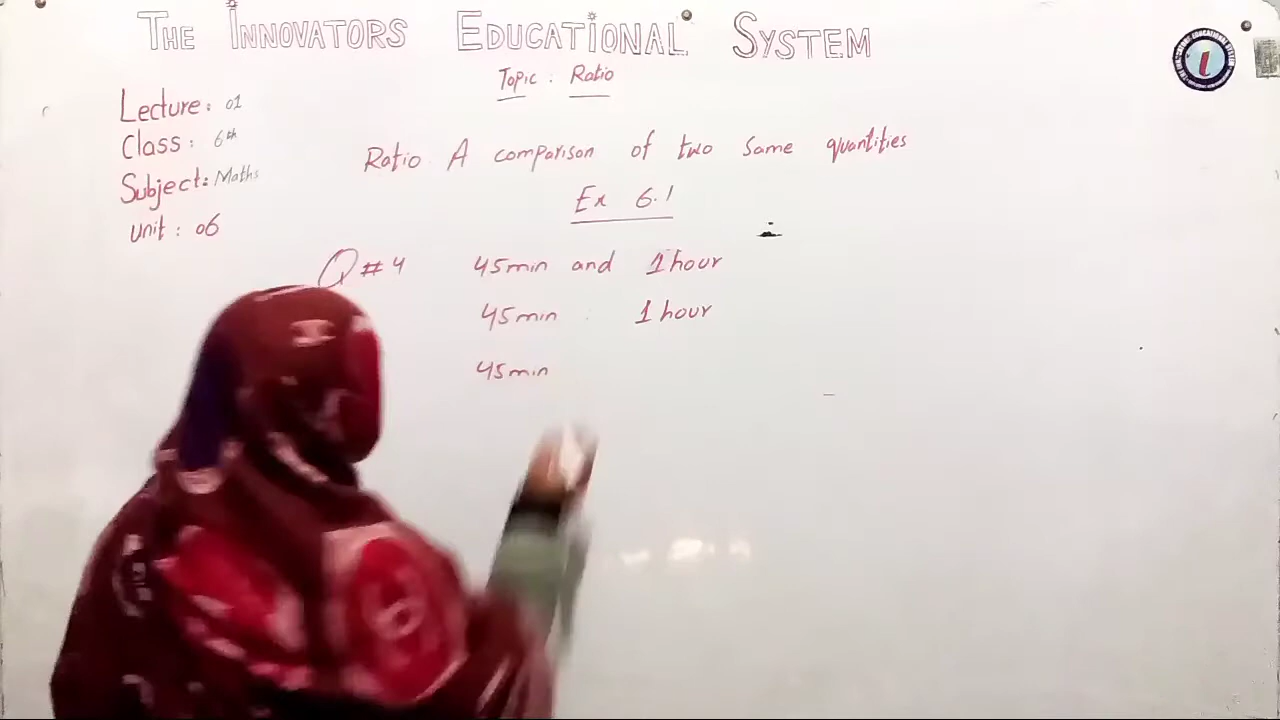 THE INNOVATORS EDUCATIONAL SYSTEM
Topic : Ratio
Lecture: 01
Class: 6th
Subject: Maths
unit: 06
Ratio A comparison of two same quantities
Ex 6.1
Q#4 45min and 1 hour
45min : 1 hour
45min